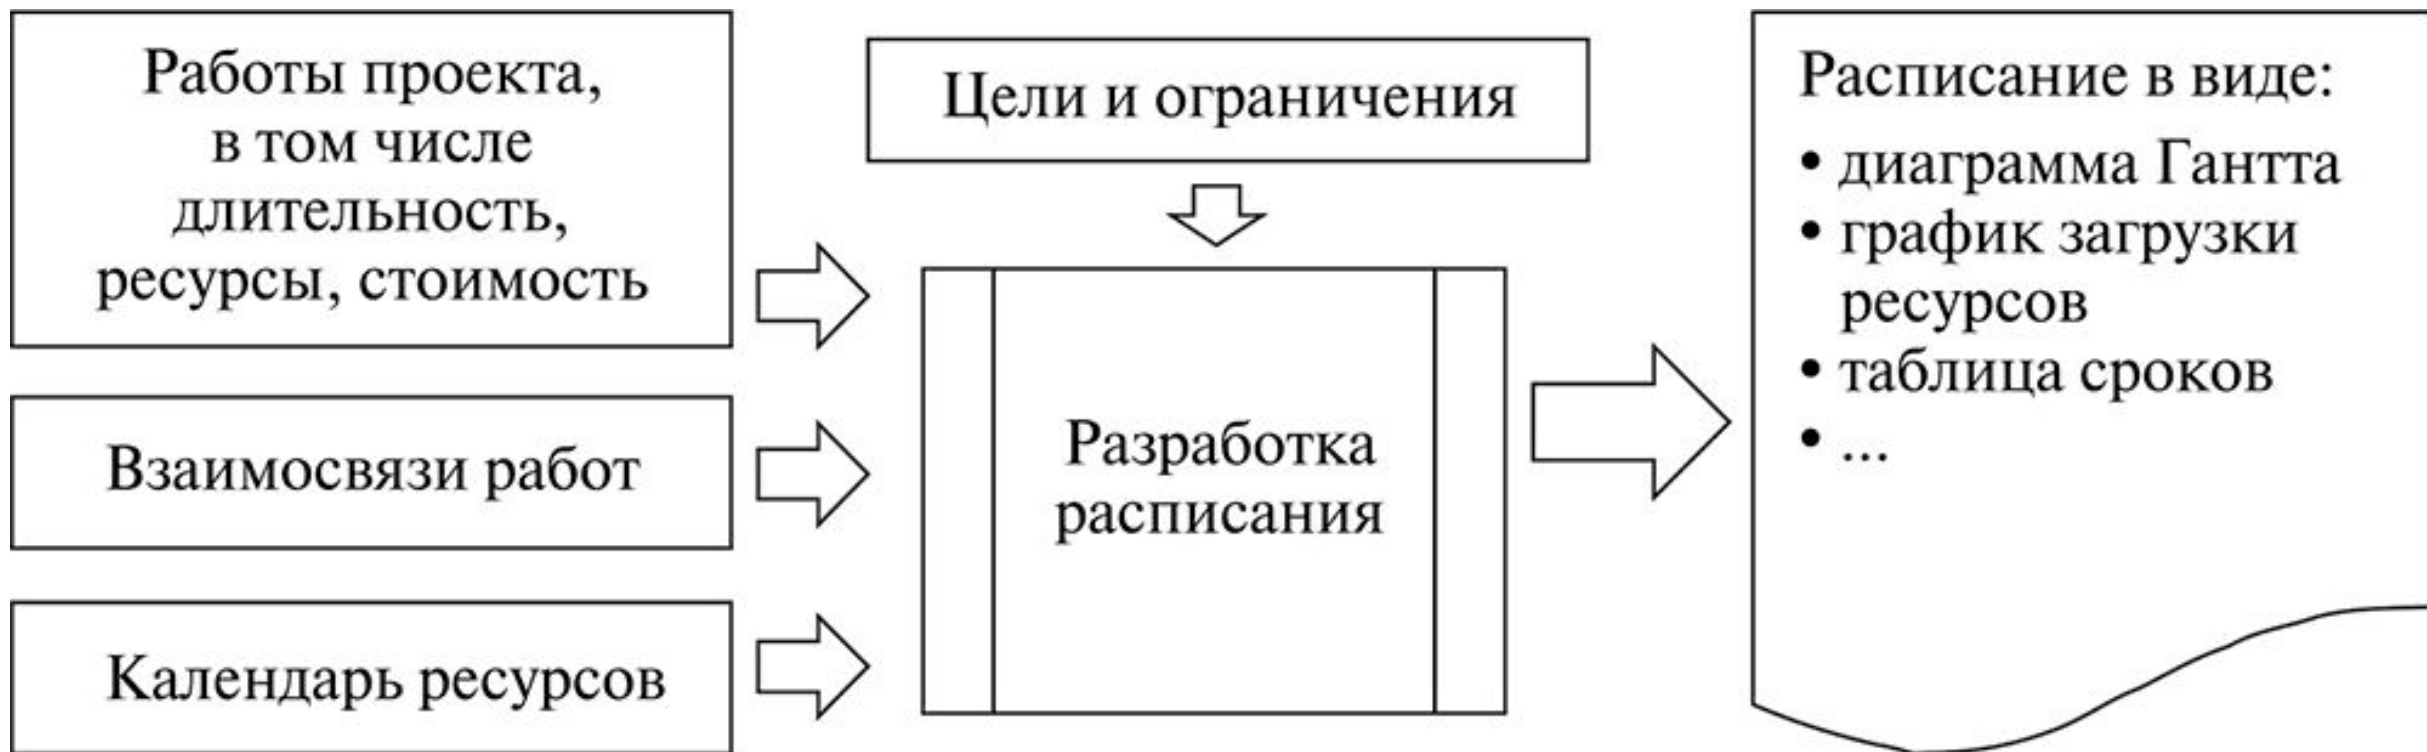 Работы проекта,
в том числе
длительность,
ресурсы, стоимость
Взаимосвязи работ
Календарь ресурсов
Цели и ограничения
Разработка
расписания
Расписание в виде:
• диаграмма Гантта
• график загрузки
ресурсов
• таблица сроков
• ...